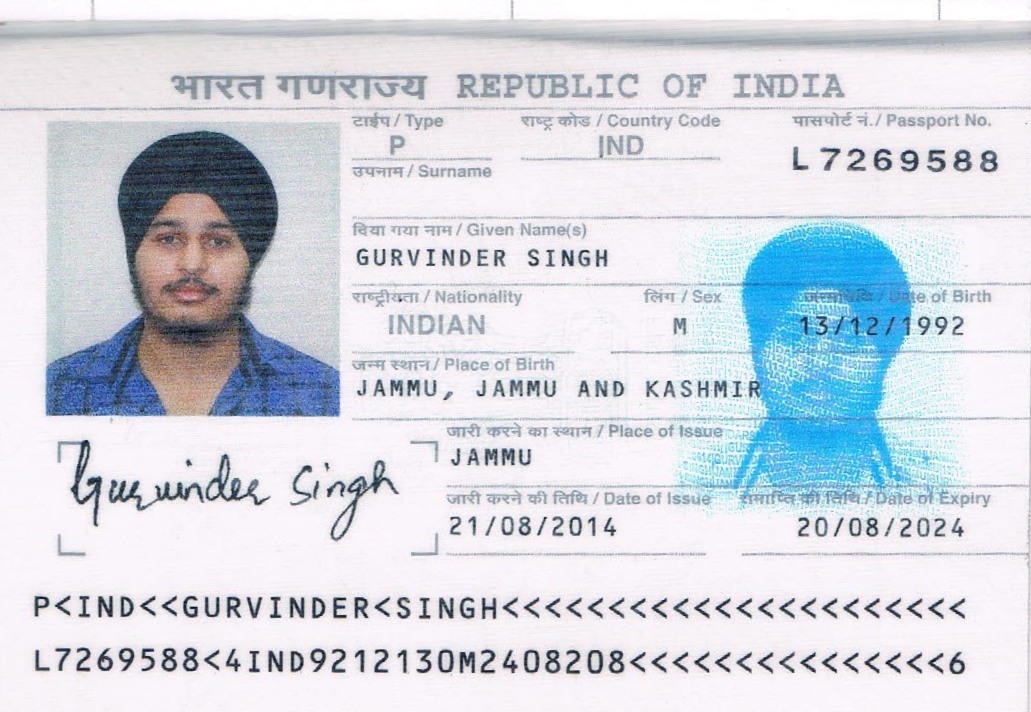 भारत गणराज्य REPUBLIC OF INDIA
टाईप / Type राष्ट्र कोड / Country Code पासपोर्ट नं. / Passport No.
P IND L7269588
उपनाम / Surname
दिया गया नाम / Given Name(s)
GURVINDER SINGH
राष्ट्रीयता / Nationality लिंग / Sex जन्मतिथि / Date of Birth
INDIAN M 13/12/1992
जन्म स्थान / Place of Birth
JAMMU, JAMMU AND KASHMIR
जारी करने का स्थान / Place of Issue
JAMMU
Gurvinder Singh
जारी करने की तिथि / Date of Issue समाप्ति की तिथि / Date of Expiry
21/08/2014 20/08/2024
P<IND<<GURVINDER<SINGH<<<<<<<<<<<<<<<<<<<<<<
L7269588<4IND9212130M2408208<<<<<<<<<<<<<<<6